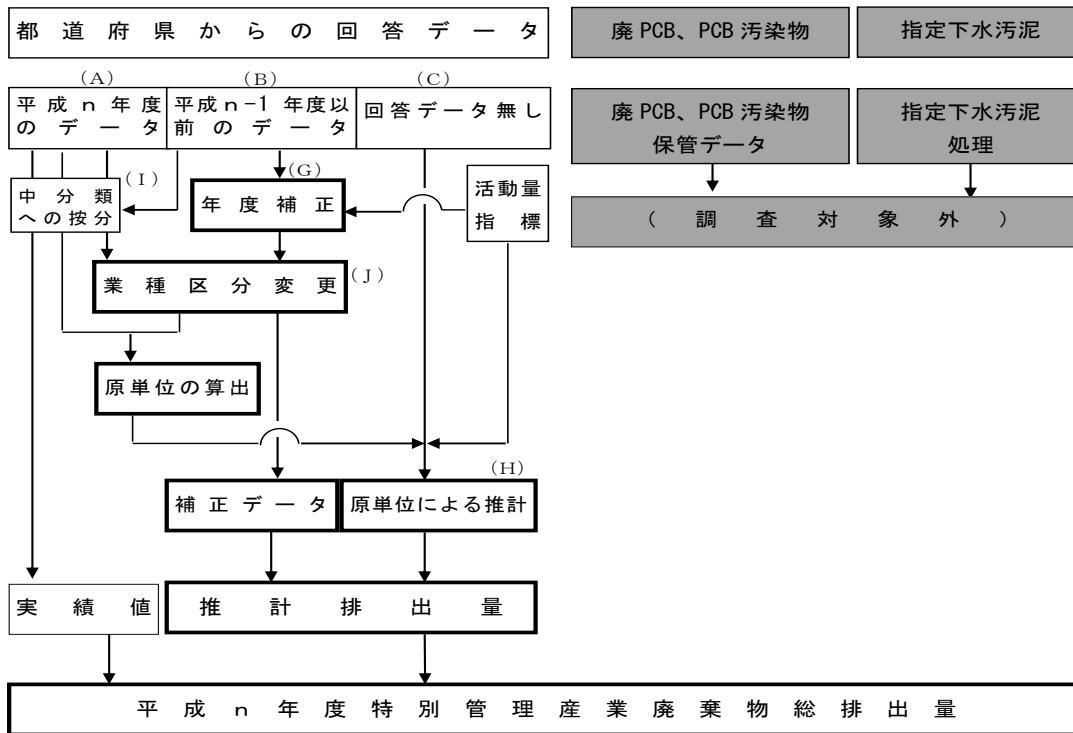 都道府県からの回答データ
廃PCB、PCB汚染物
指定下水汚泥
(A)
(B)
(C)
平成n年度
のデータ
平成n-1年度以
前のデータ
回答データ無し
廃PCB、PCB汚染物
保管データ
指定下水汚泥
処理
(I)
中分類
への按分
(G)
年度補正
活動量
指標
(調査対象外)
業種区分変更
(J)
原単位の算出
(H)
補正データ
原単位による推計
実績値
推計排出量
平成n年度特別管理産業廃棄物総排出量